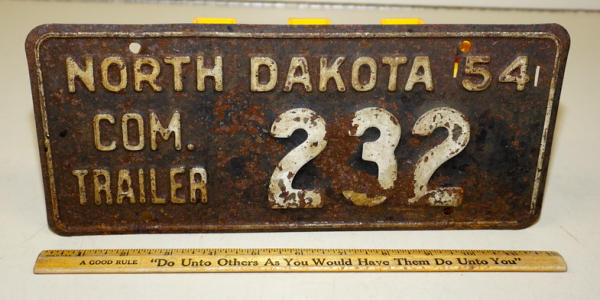 NORTH DAKOTA '54
COM. 232
TRAILER
A GOOD RULE "Do Unto Others As You Would Have Them Do Unto You"